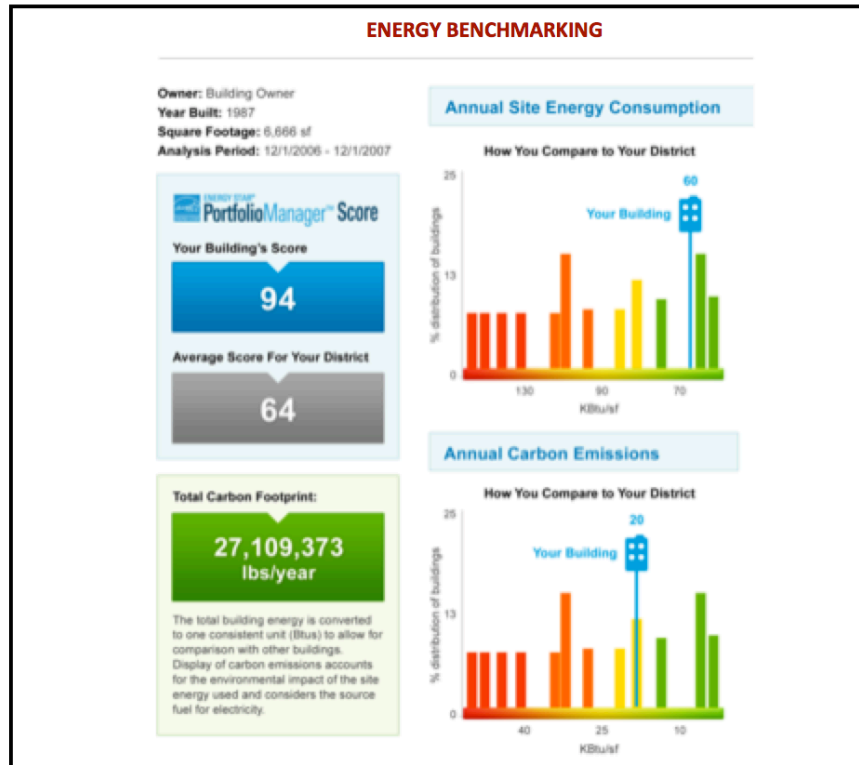 ENERGY BENCHMARKING
Owner: Building Owner
Year Built: 1987
Square Footage: 6,666 sf
Analysis Period: 12/1/2006 - 12/1/2007
ENERGY STAR®
PortfolioManager™ Score
Your Building's Score
94
Average Score For Your District
64
Total Carbon Footprint:
27,109,373
lbs/year
The total building energy is converted
to one consistent unit (Btus) to allow for
comparison with other buildings.
Display of carbon emissions accounts
for the environmental impact of the site
energy used and considers the source
fuel for electricity.
Annual Site Energy Consumption
How You Compare to Your District
% distribution of buildings
25
13
0
60
Your Building
130 90 70
KBtu/sf
Annual Carbon Emissions
How You Compare to Your District
% distribution of buildings
25
13
0
20
Your Building
40 25 10
KBtu/sf